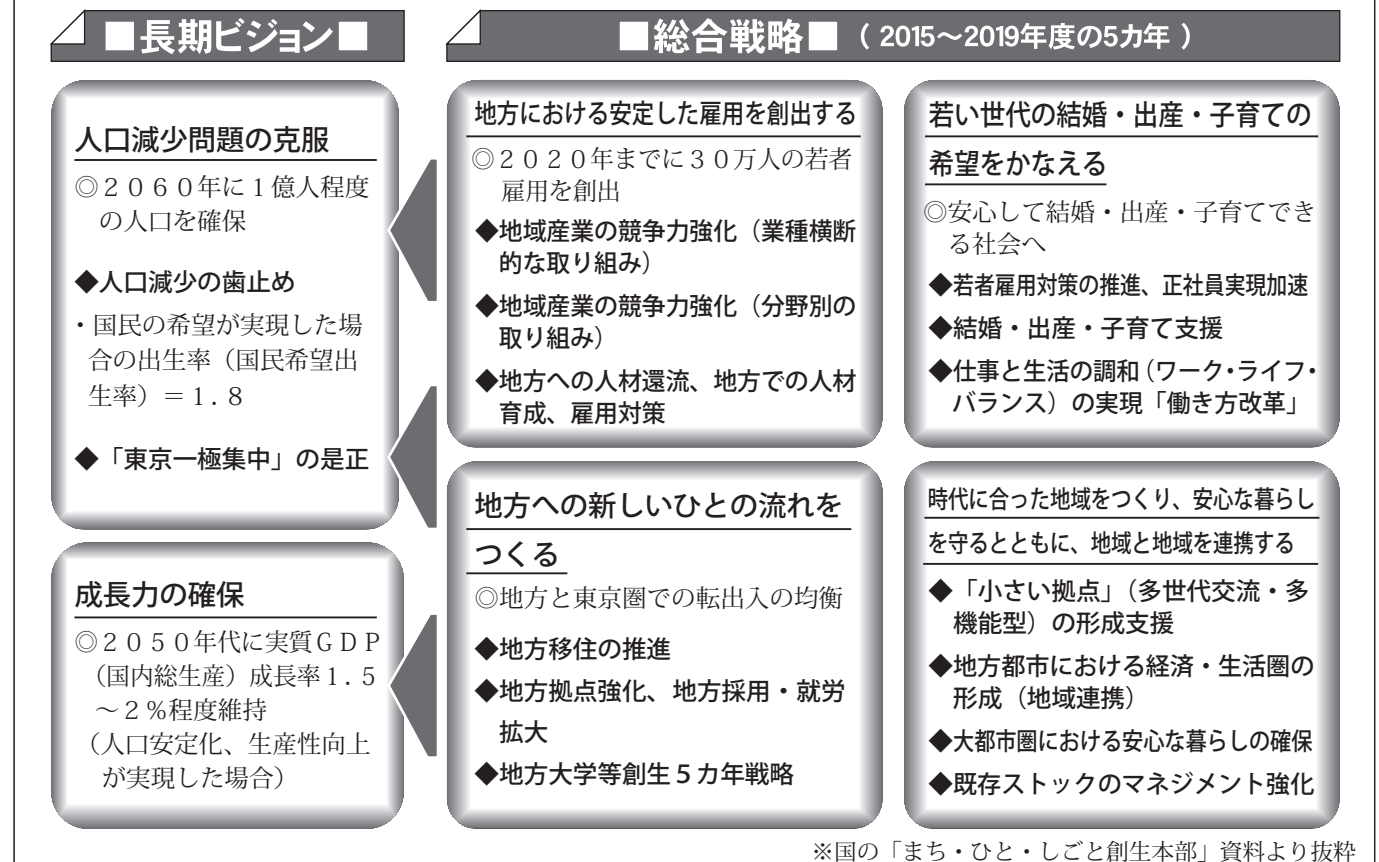 ■長期ビジョン■
人口減少問題の克服
◎2060年に1億人程度
の人口を確保
◆人口減少の歯止め
・国民の希望が実現した場
合の出生率（国民希望出
生率）＝1.8
◆「東京一極集中」の是正
成長力の確保
◎2050年代に実質GDP
（国内総生産）成長率1.5
～2％程度維持
（人口安定化、生産性向上
が実現した場合）
■総合戦略■（2015～2019年度の5カ年）
地方における安定した雇用を創出する
◎2020年までに30万人の若者
雇用を創出
◆地域産業の競争力強化（業種横断
的な取り組み）
◆地域産業の競争力強化（分野別の
取り組み）
◆地方への人材還流、地方での人材
育成、雇用対策
若い世代の結婚・出産・子育ての
希望をかなえる
◎安心して結婚・出産・子育てでき
る社会へ
◆若者雇用対策の推進、正社員実現加速
◆結婚・出産・子育て支援
◆仕事と生活の調和（ワーク・ライフ・
バランス）の実現「働き方改革」
地方への新しいひとの流れを
つくる
◎地方と東京圏での転出入の均衡
◆地方移住の推進
◆地方拠点強化、地方採用・就労
拡大
◆地方大学等創生5カ年戦略
時代に合った地域をつくり、安心な暮らし
を守るとともに、地域と地域を連携する
◆「小さい拠点」（多世代交流・多
機能型）の形成支援
◆地方都市における経済・生活圏の
形成（地域連携）
◆大都市圏における安心な暮らしの確保
◆既存ストックのマネジメント強化
※国の「まち・ひと・しごと創生本部」資料より抜粋